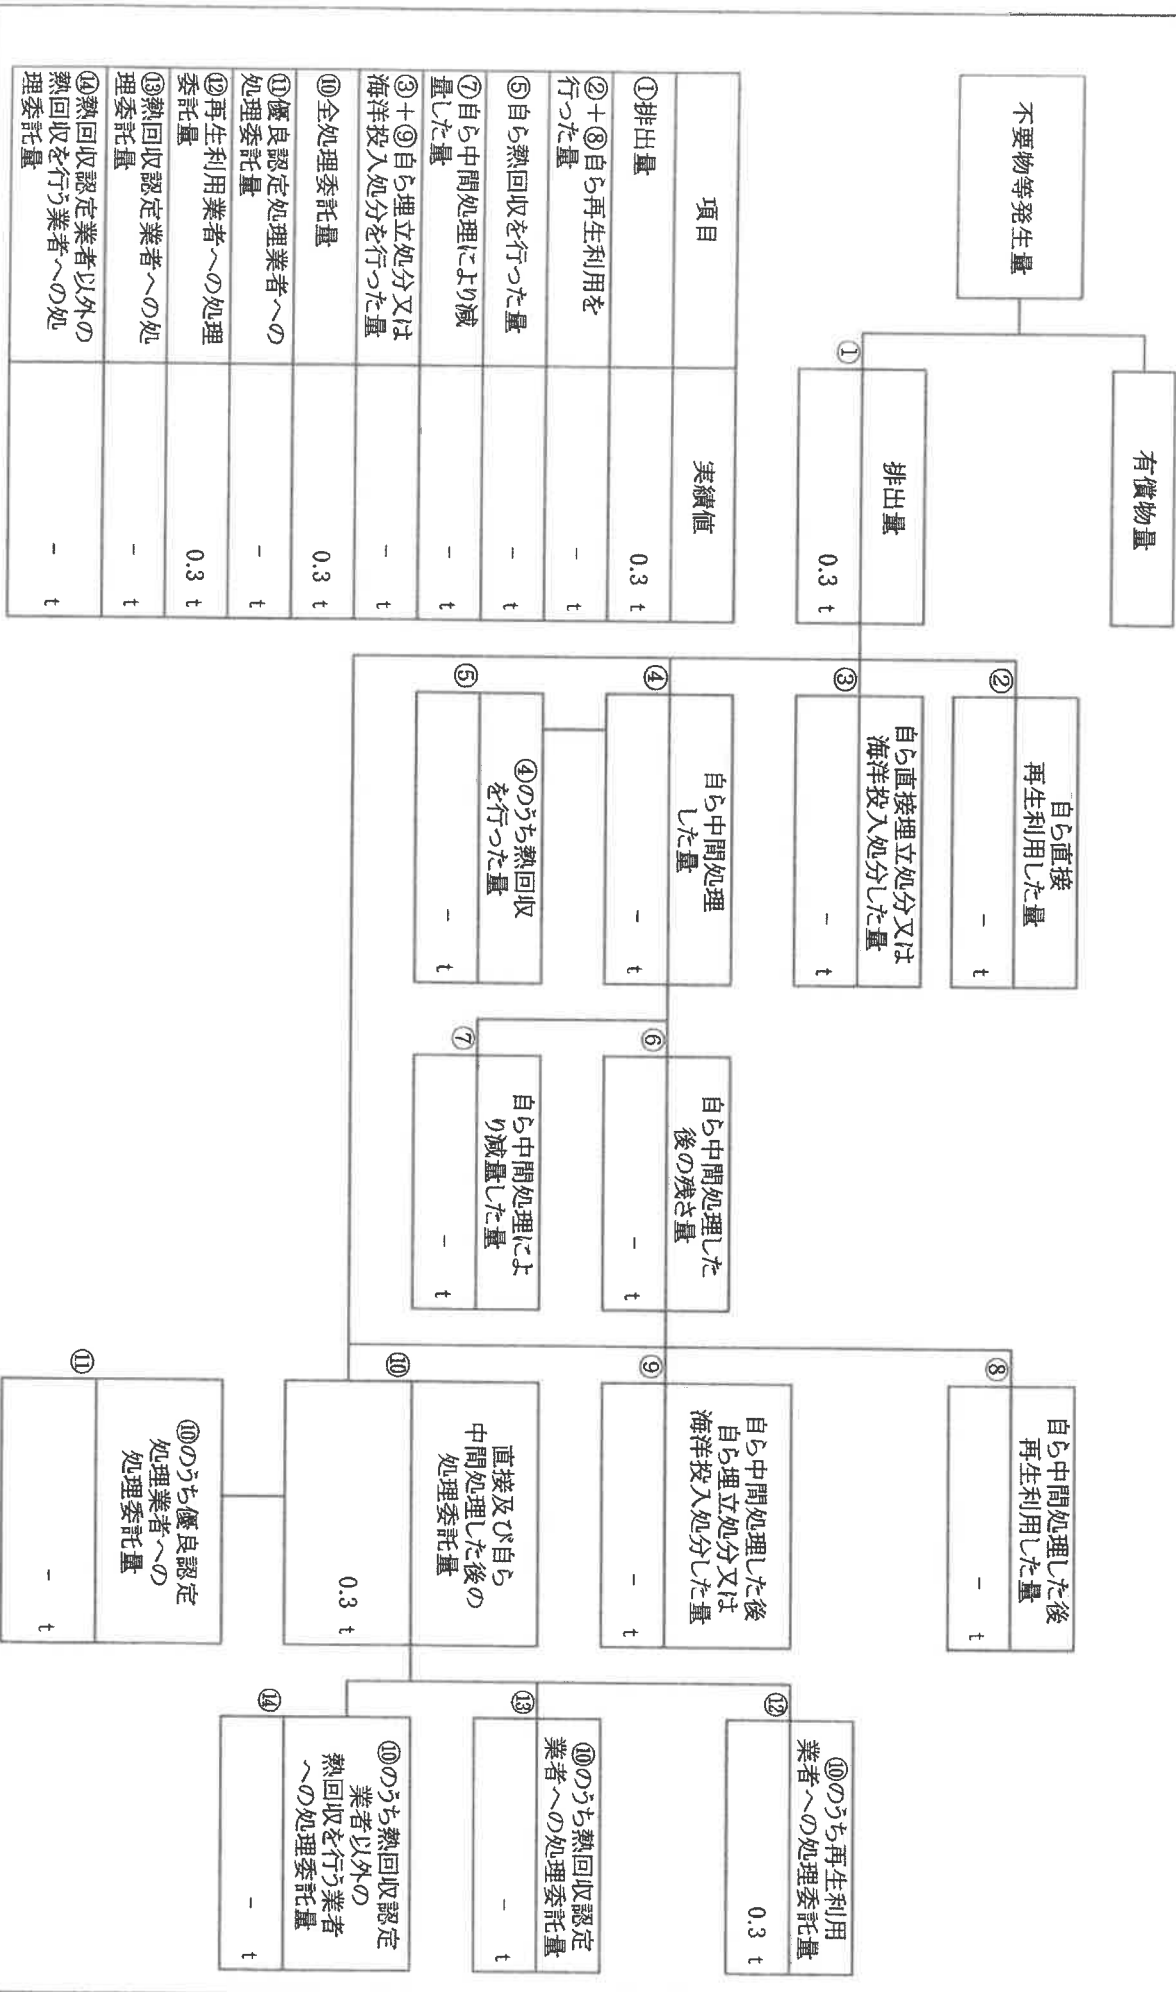 不要物等発生量
有償物量
①
排出量
0.3 t
②
自ら直接
再生利用した量
- t
③
自ら直接埋立処分又は
海洋投入処分した量
- t
④
自ら中間処理
した量
- t
⑤
④のうち熱回収
を行った量
- t
⑥
自ら中間処理した
後の残さ量
- t
⑦
自ら中間処理によ
り減量した量
- t
⑧
自ら中間処理した後
再生利用した量
- t
⑨
自ら中間処理した後
自ら埋立処分又は
海洋投入処分した量
- t
⑩
直接及び自ら
中間処理した後の
処理委託量
0.3 t
⑪
⑩のうち優良認定
処理業者への
処理委託量
- t
⑫
⑩のうち再生利用
業者への処理委託量
0.3 t
⑬
⑩のうち熱回収認定
業者への処理委託量
- t
⑭
⑩のうち熱回収認定
業者以外の
熱回収を行う業者
への処理委託量
- t
項目 実績値
①排出量 0.3 t
②+⑧自ら再生利用を
行った量 - t
⑤自ら熱回収を行った量 - t
⑦自ら中間処理により減
量した量 - t
③+⑨自ら埋立処分又は
海洋投入処分を行った量 - t
⑩全処理委託量 0.3 t
⑪優良認定処理業者への
処理委託量 - t
⑫再生利用業者への処理
委託量 0.3 t
⑬熱回収認定業者への処
理委託量 - t
⑭熱回収認定業者以外の
熱回収を行う業者への処
理委託量 - t